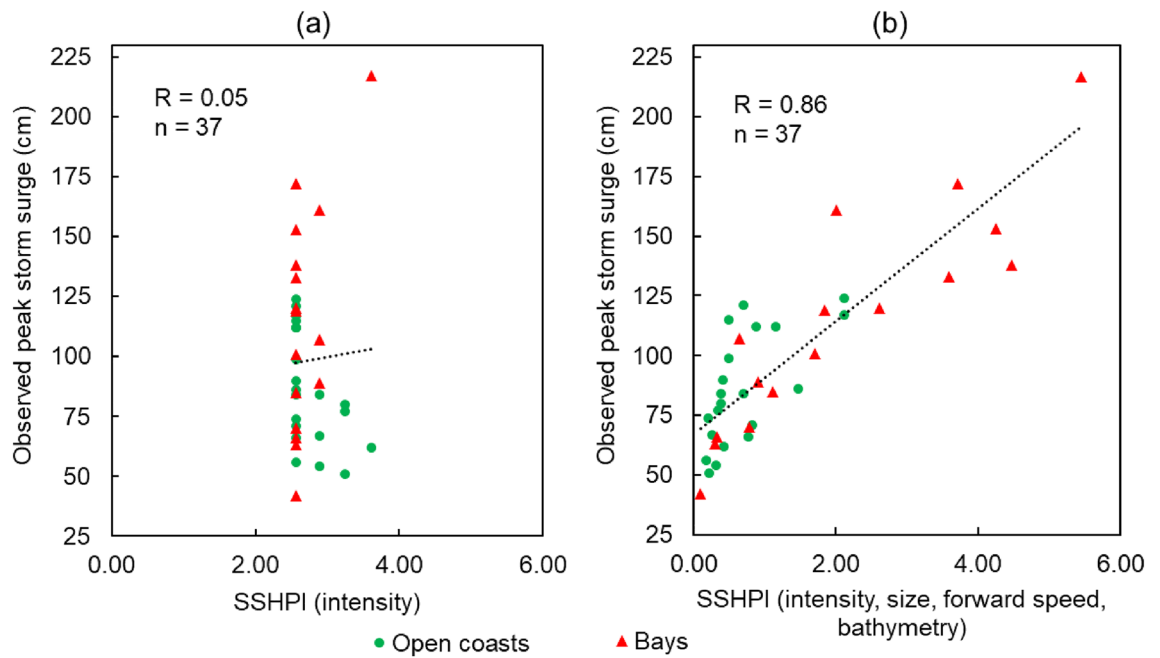 (a)
R = 0.05
n = 37
Observed peak storm surge (cm)
225
200
175
150
125
100
75
50
25
0.00 2.00 4.00 6.00
SSHPI (intensity)
(b)
R = 0.86
n = 37
Observed peak storm surge (cm)
225
200
175
150
125
100
75
50
25
0.00 2.00 4.00 6.00
SSHPI (intensity, size, forward speed,
bathymetry)
Open coasts Bays